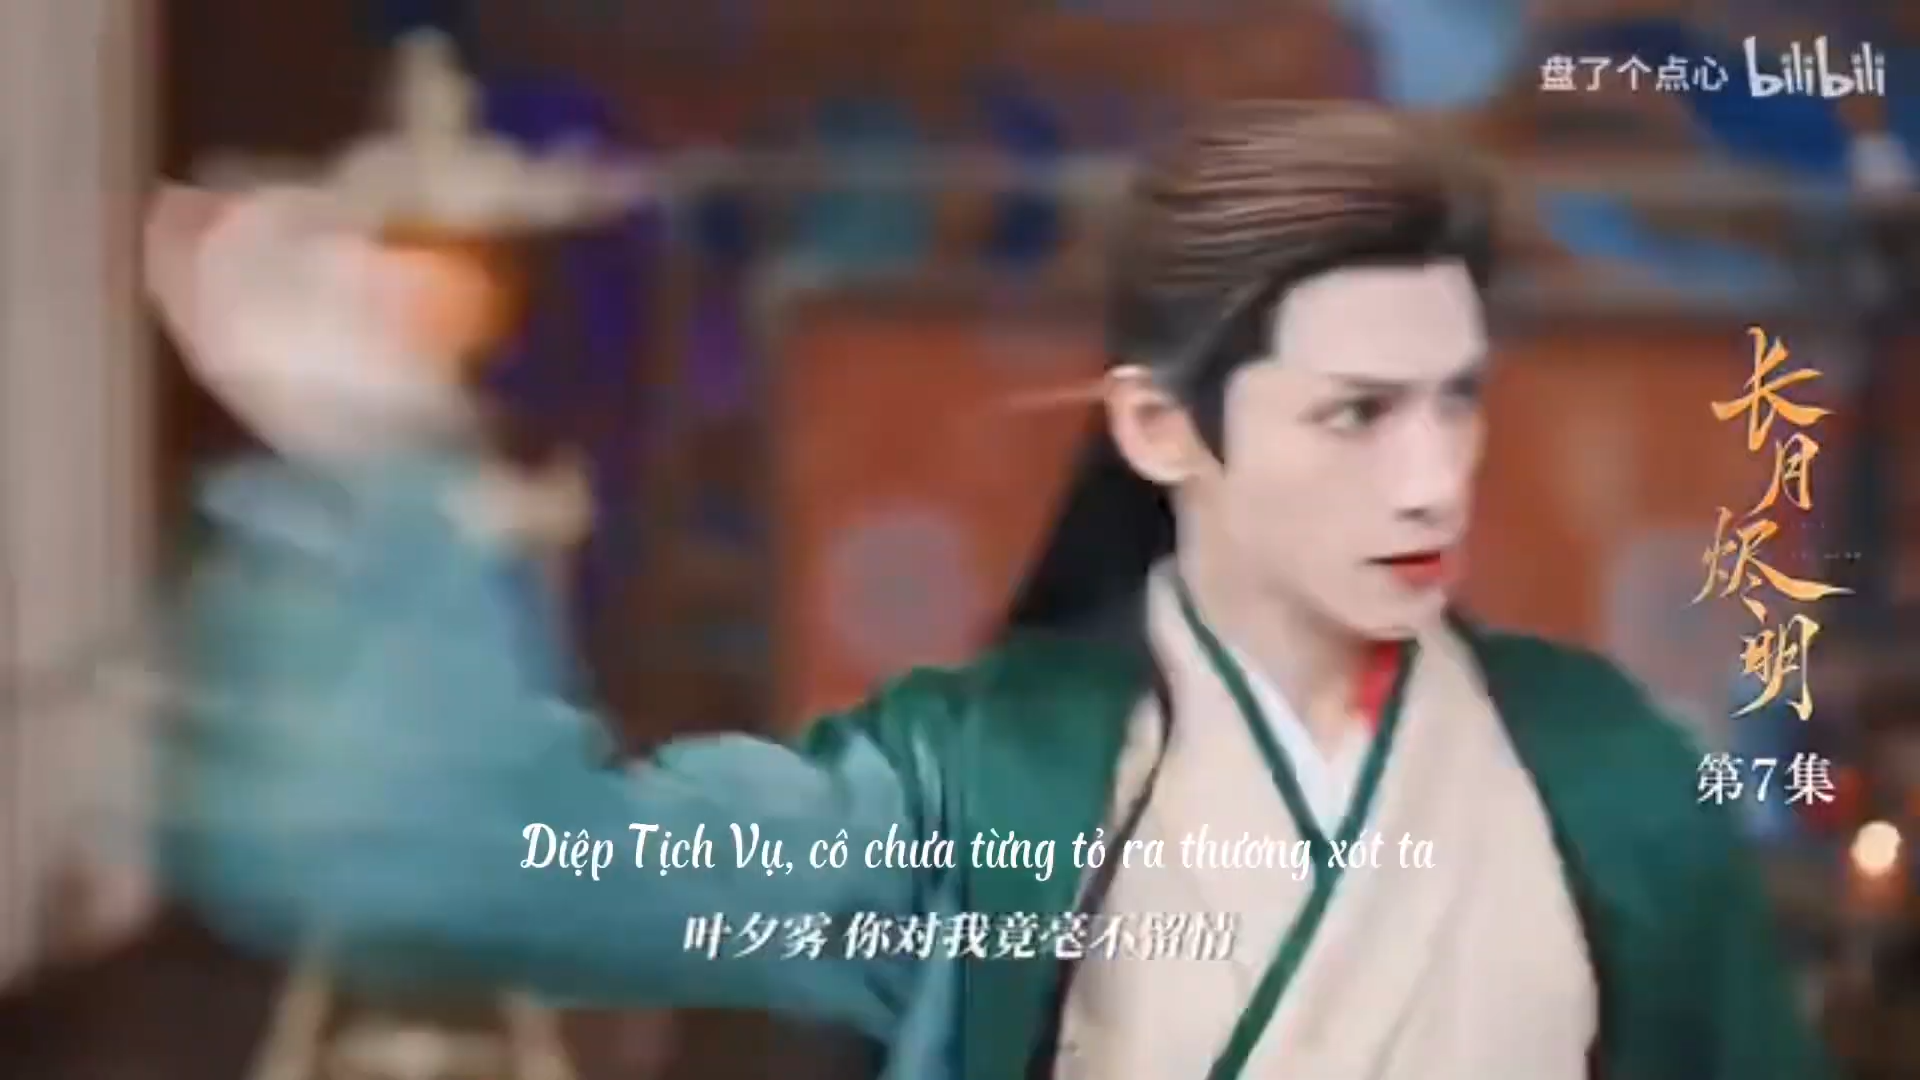 盘了个点心 bilibili
长月烬明
第7集
Diệp Tịch Vụ, cô chưa từng tỏ ra thương xót ta
叶夕雾 你对我竟毫不留情